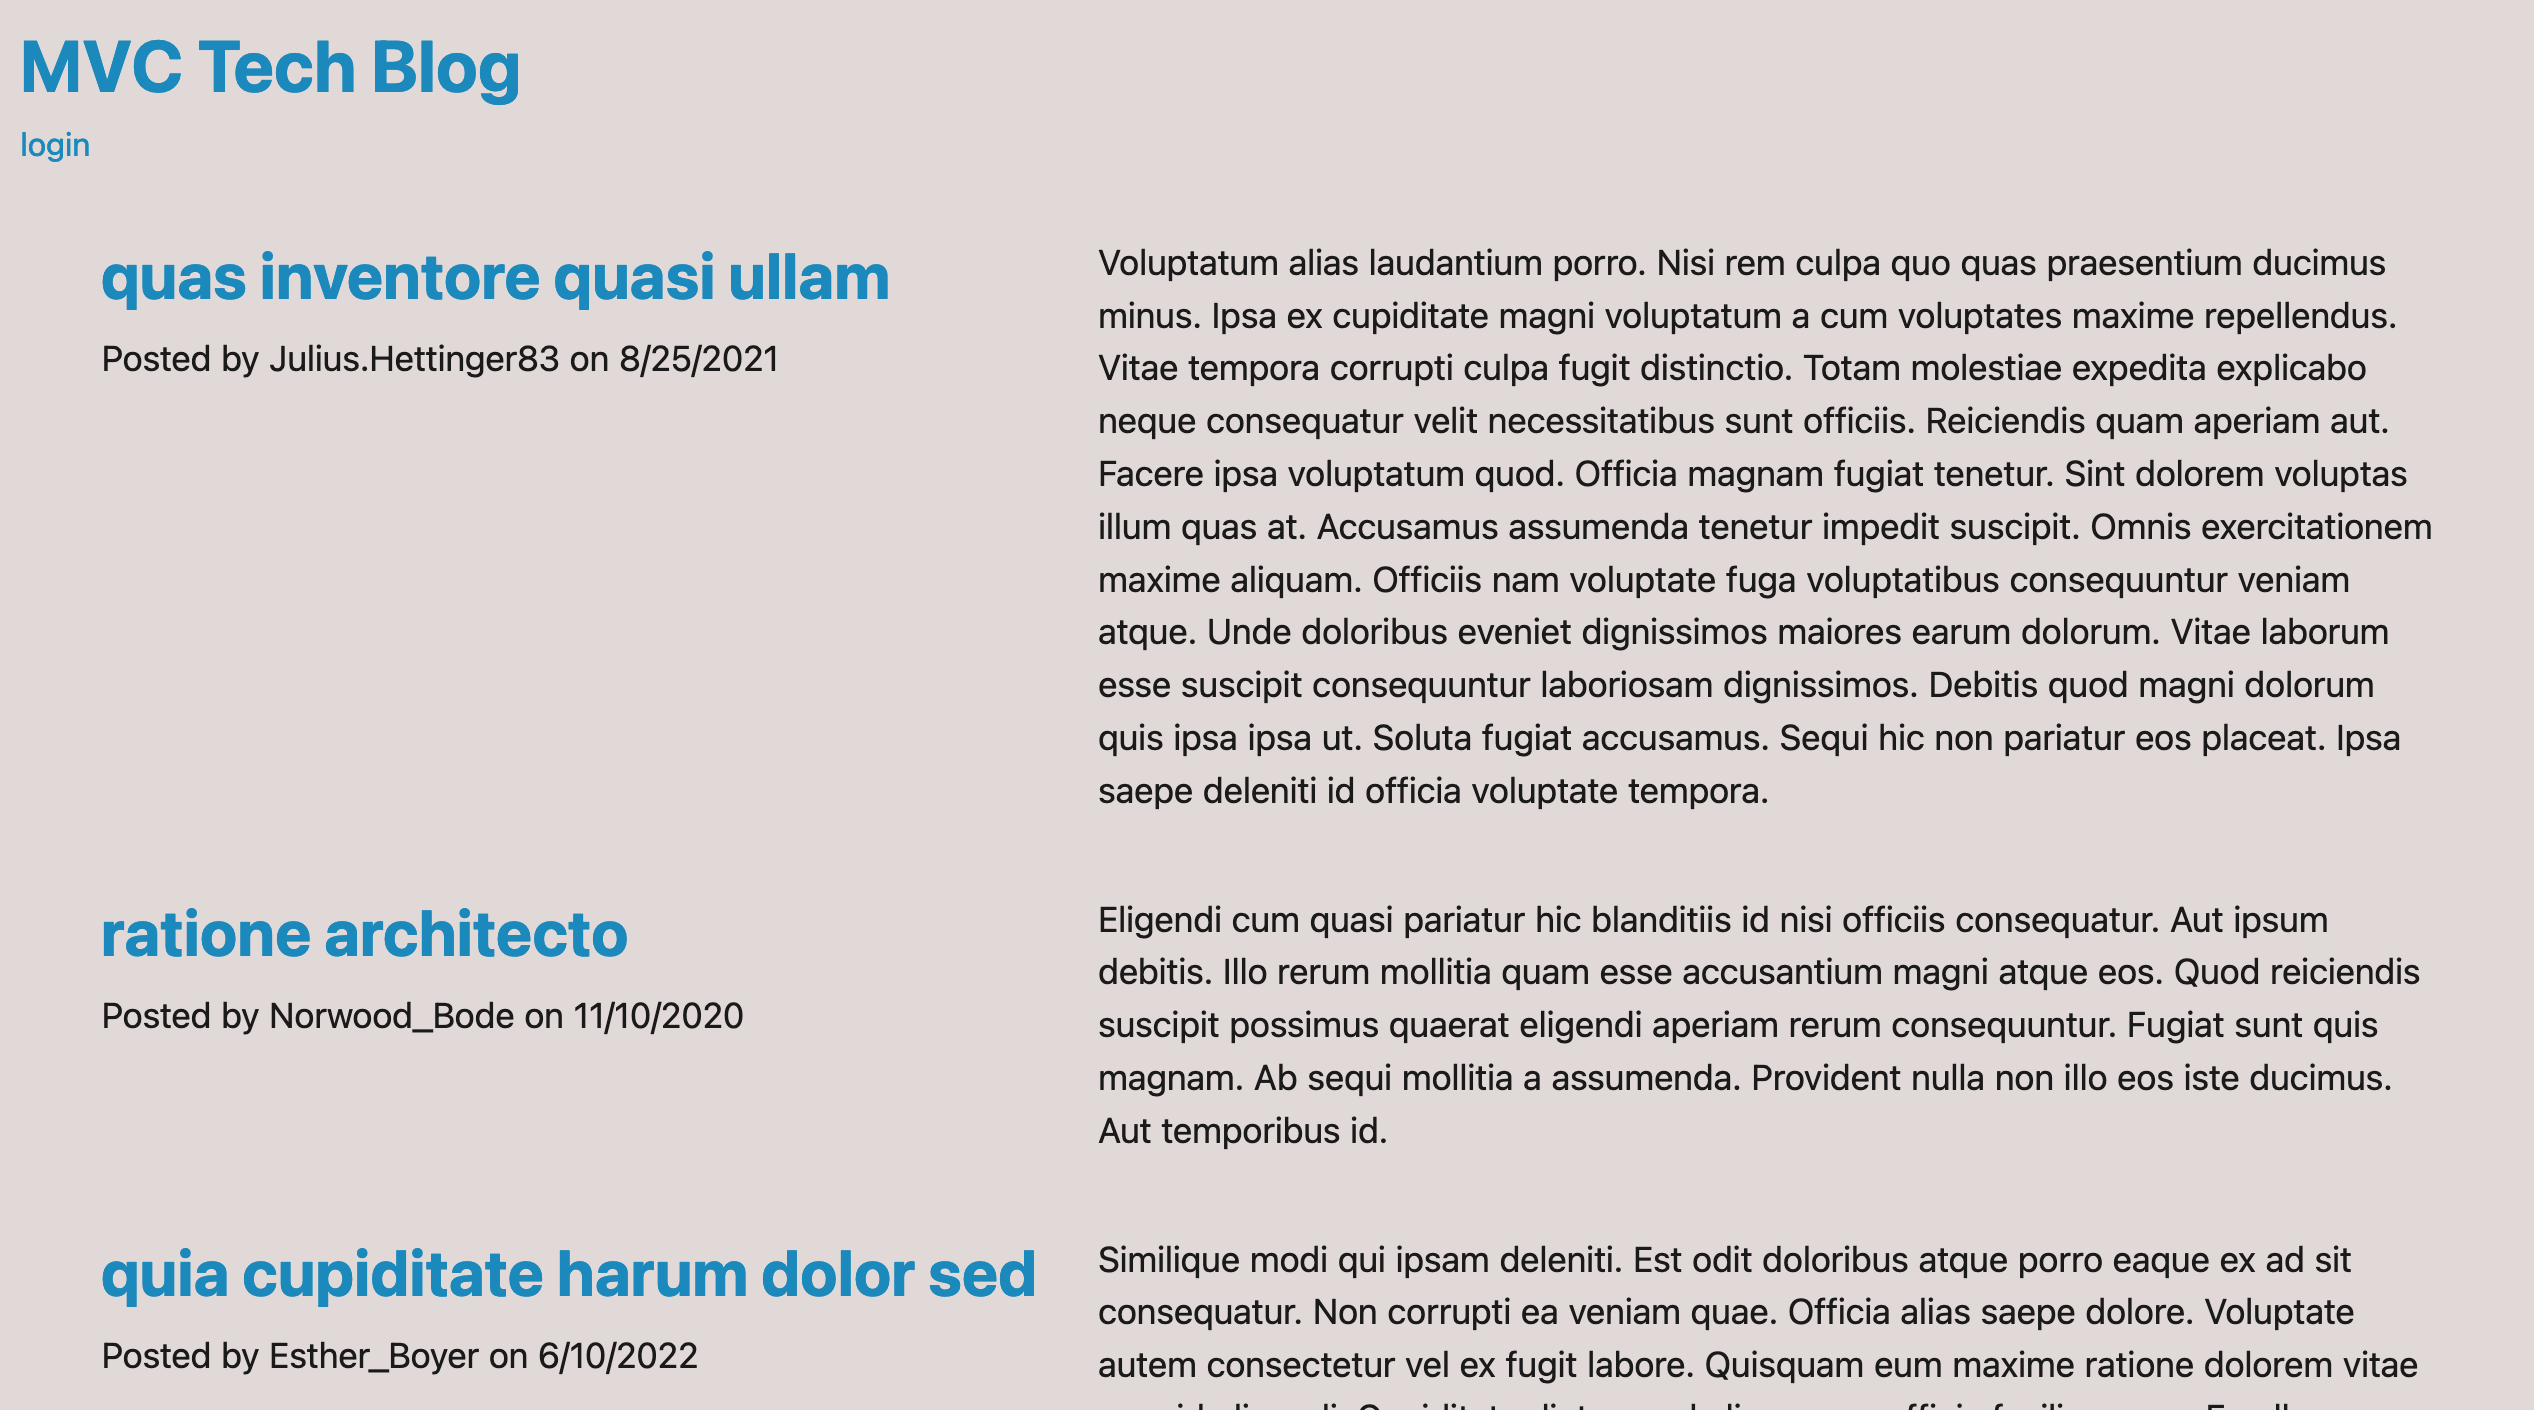 MVC Tech Blog
login
quas inventore quasi ullam
Posted by Julius.Hettinger83 on 8/25/2021
Voluptatum alias laudantium porro. Nisi rem culpa quo quas praesentium ducimus
minus. Ipsa ex cupiditate magni voluptatum a cum voluptates maxime repellendus.
Vitae tempora corrupti culpa fugit distinctio. Totam molestiae expedita explicabo
neque consequatur velit necessitatibus sunt officiis. Reiciendis quam aperiam aut.
Facere ipsa voluptatum quod. Officia magnam fugiat tenetur. Sint dolorem voluptas
illum quas at. Accusamus assumenda tenetur impedit suscipit. Omnis exercitationem
maxime aliquam. Officiis nam voluptate fuga voluptatibus consequuntur veniam
atque. Unde doloribus eveniet dignissimos maiores earum dolorum. Vitae laborum
esse suscipit consequuntur laboriosam dignissimos. Debitis quod magni dolorum
quis ipsa ipsa ut. Soluta fugiat accusamus. Sequi hic non pariatur eos placeat. Ipsa
saepe deleniti id officia voluptate tempora.
ratione architecto
Posted by Norwood_Bode on 11/10/2020
Eligendi cum quasi pariatur hic blanditiis id nisi officiis consequatur. Aut ipsum
debitis. Illo rerum mollitia quam esse accusantium magni atque eos. Quod reiciendis
suscipit possimus quaerat eligendi aperiam rerum consequuntur. Fugiat sunt quis
magnam. Ab sequi mollitia a assumenda. Provident nulla non illo eos iste ducimus.
Aut temporibus id.
quia cupiditate harum dolor sed
Posted by Esther_Boyer on 6/10/2022
Similique modi qui ipsam deleniti. Est odit doloribus atque porro eaque ex ad sit
consequatur. Non corrupti ea veniam quae. Officia alias saepe dolore. Voluptate
autem consectetur vel ex fugit labore. Quisquam eum maxime ratione dolorem vitae